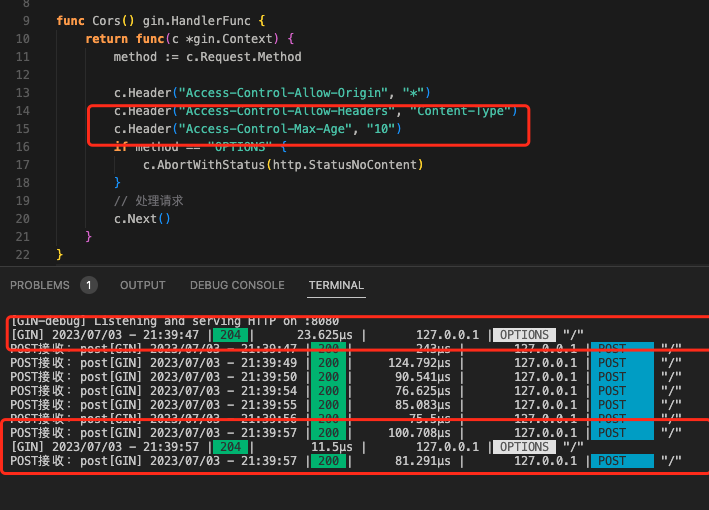 8
9 func Cors() gin.HandlerFunc {
10 return func(c *gin.Context) {
11 method := c.Request.Method
12
13 c.Header("Access-Control-Allow-Origin", "*")
14 c.Header("Access-Control-Allow-Headers", "Content-Type")
15 c.Header("Access-Control-Max-Age", "10")
16 if method == "OPTIONS" {
17 c.AbortWithStatus(http.StatusNoContent)
18 }
19 // 处理请求
20 c.Next()
21 }
22 }
PROBLEMS 1 OUTPUT DEBUG CONSOLE TERMINAL
[GIN-debug] Listening and serving HTTP on :8080
[GIN] 2023/07/03 - 21:39:47 | 204 | 23.625µs | 127.0.0.1 | OPTIONS "/"
POST接收: post[GIN] 2023/07/03 - 21:39:47 | 200 | 243µs | 127.0.0.1 | POST "/"
POST接收: post[GIN] 2023/07/03 - 21:39:49 | 200 | 124.792µs | 127.0.0.1 | POST "/"
POST接收: post[GIN] 2023/07/03 - 21:39:50 | 200 | 90.541µs | 127.0.0.1 | POST "/"
POST接收: post[GIN] 2023/07/03 - 21:39:54 | 200 | 76.625µs | 127.0.0.1 | POST "/"
POST接收: post[GIN] 2023/07/03 - 21:39:55 | 200 | 85.083µs | 127.0.0.1 | POST "/"
POST接收: post[GIN] 2023/07/03 - 21:39:56 | 200 | 75.5µs | 127.0.0.1 | POST "/"
POST接收: post[GIN] 2023/07/03 - 21:39:57 | 200 | 100.708µs | 127.0.0.1 | POST "/"
[GIN] 2023/07/03 - 21:39:57 | 204 | 11.5µs | 127.0.0.1 | OPTIONS "/"
POST接收: post[GIN] 2023/07/03 - 21:39:57 | 200 | 81.291µs | 127.0.0.1 | POST "/"